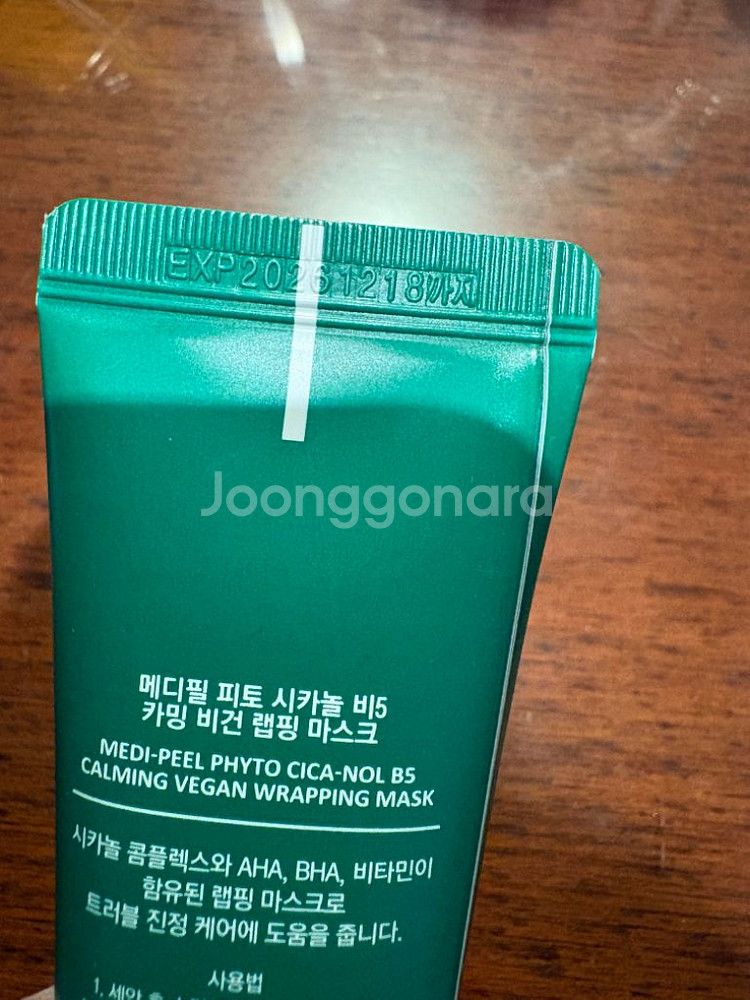 EXP20261218까지
Joonggonara
메디필 피토 시카놀 비5
카밍 비건 랩핑 마스크
MEDI-PEEL PHYTO CICA-NOL B5
CALMING VEGAN WRAPPING MASK
시카놀 콤플렉스와 AHA, BHA, 비타민이
함유된 랩핑 마스크로
트러블 진정 케어에 도움을 줍니다.
사용법
1. 세안 후